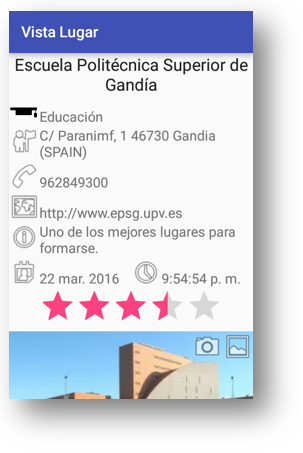 Vista Lugar
Escuela Politécnica Superior de
Gandía
Educación
C/ Paranimf, 1 46730 Gandia
(SPAIN)
962849300
http://www.epsg.upv.es
Uno de los mejores lugares para
formarse.
22 mar. 2016 9:54:54 p. m.